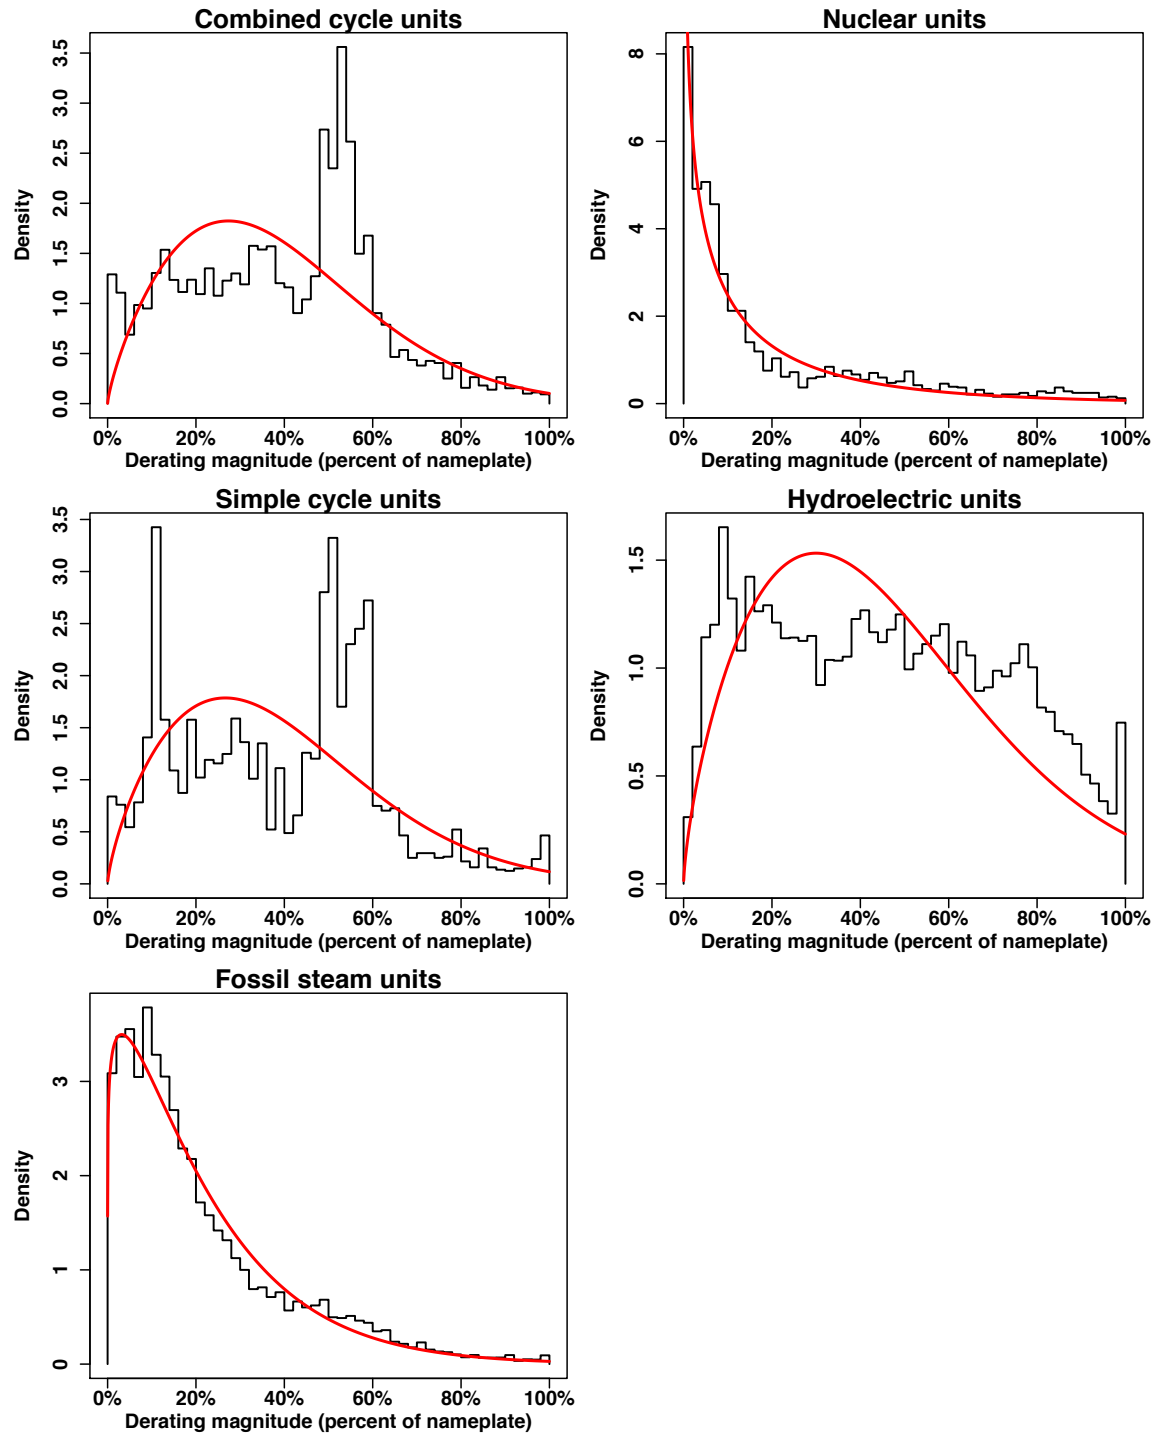 Combined cycle units
Density
0.0 0.5 1.0 1.5 2.0 2.5 3.0 3.5
0% 20% 40% 60% 80% 100%
Derating magnitude (percent of nameplate)
Nuclear units
Density
0 2 4 6 8
0% 20% 40% 60% 80% 100%
Derating magnitude (percent of nameplate)
Simple cycle units
Density
0.0 0.5 1.0 1.5 2.0 2.5 3.0 3.5
0% 20% 40% 60% 80% 100%
Derating magnitude (percent of nameplate)
Hydroelectric units
Density
0.0 0.5 1.0 1.5
0% 20% 40% 60% 80% 100%
Derating magnitude (percent of nameplate)
Fossil steam units
Density
0 1 2 3
0% 20% 40% 60% 80% 100%
Derating magnitude (percent of nameplate)